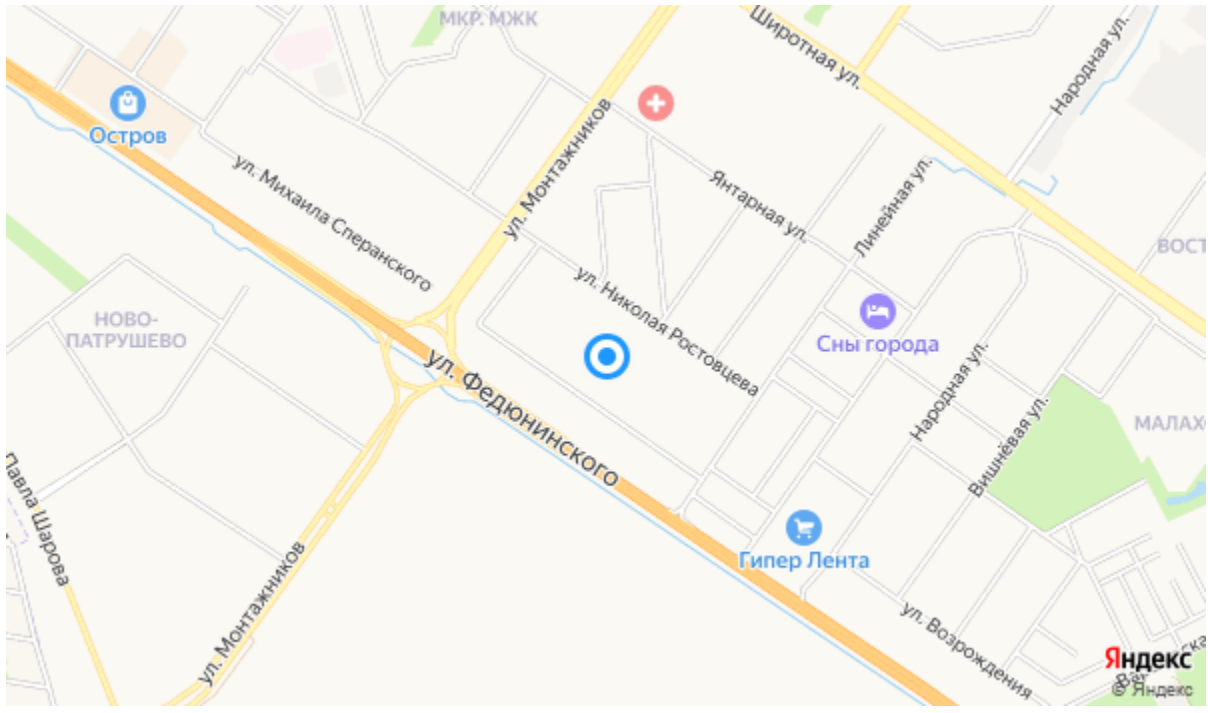 МКР. МЖК
Широтная ул.
Народная ул.
Остров
ул. Монтажников
ул. Михаила Сперанского
Янтарная ул.
Линейная ул.
ВОСТ
НОВО-
ПАТРУШЕВО
ул. Николая Ростовцева
Сны города
ул. Федюнинского
Народная ул.
Вишнёвая ул.
МАЛАХ
Павла Шарова
Гипер Лента
ул. Монтажников
ул. Возрождения
Яндекс
© Яндекс